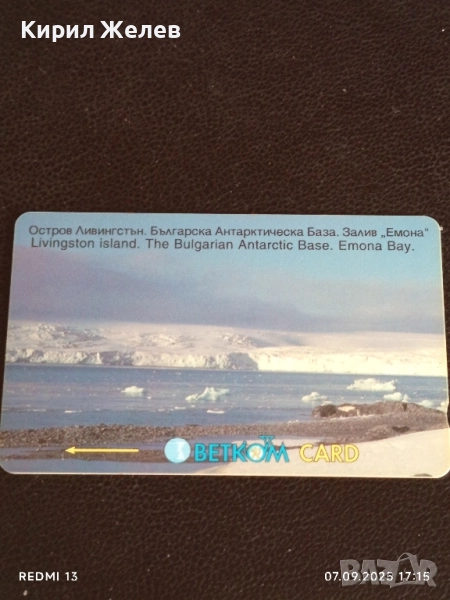 Кирил Желев
Остров Ливингстън. Българска Антарктическа База. Залив „Емона"
Livingston island. The Bulgarian Antarctic Base. Emona Bay.
BETKOM CARD
REDMI 13
07.09.2025 17:15
BAZAR